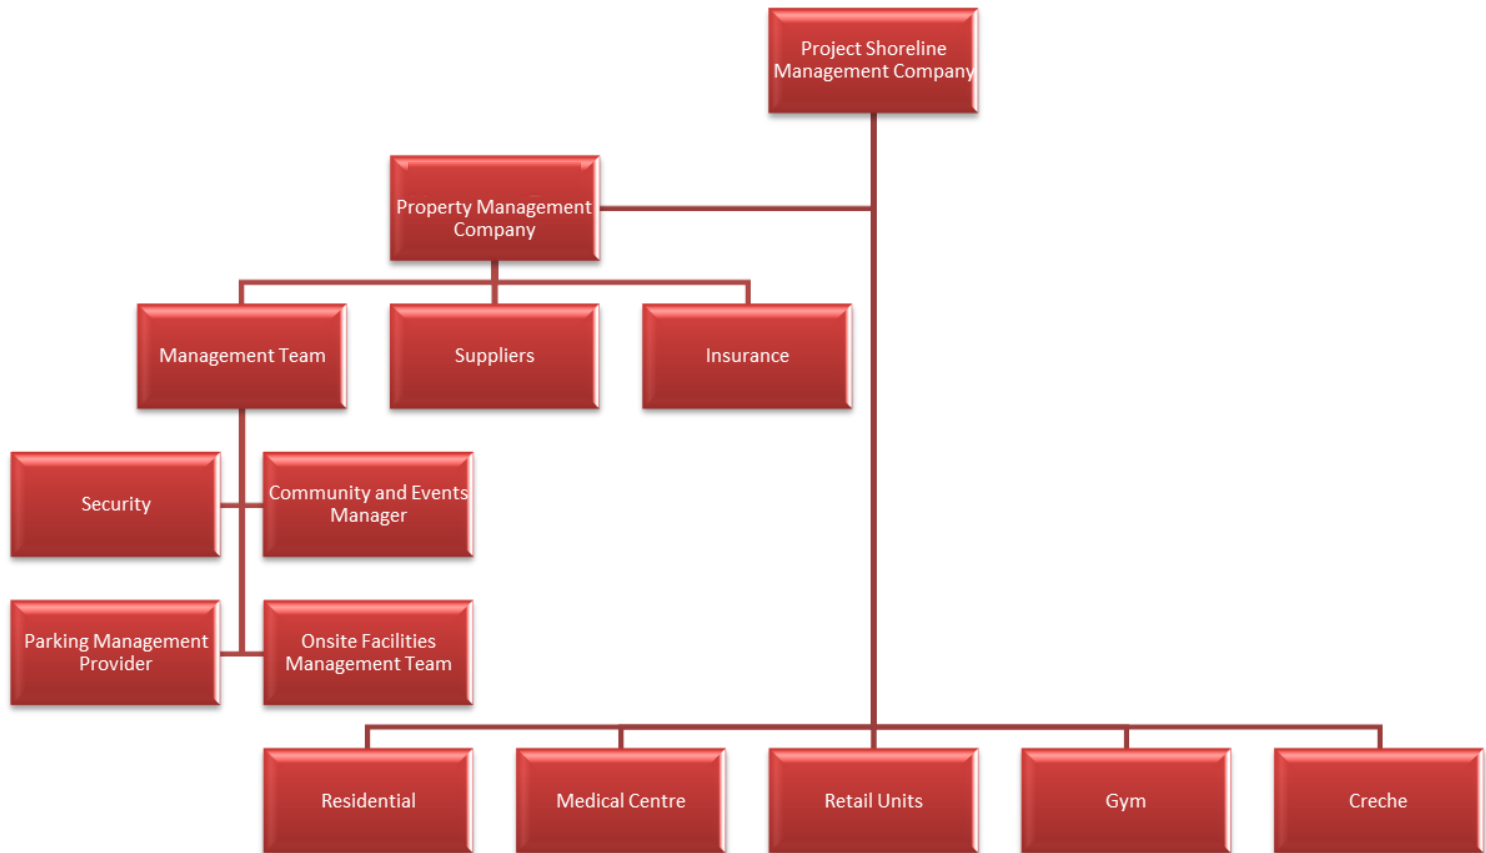 Project Shoreline
Management Company
Property Management
Company
Management Team
Suppliers
Insurance
Security
Community and Events
Manager
Parking Management
Provider
Onsite Facilities
Management Team
Residential
Medical Centre
Retail Units
Gym
Creche